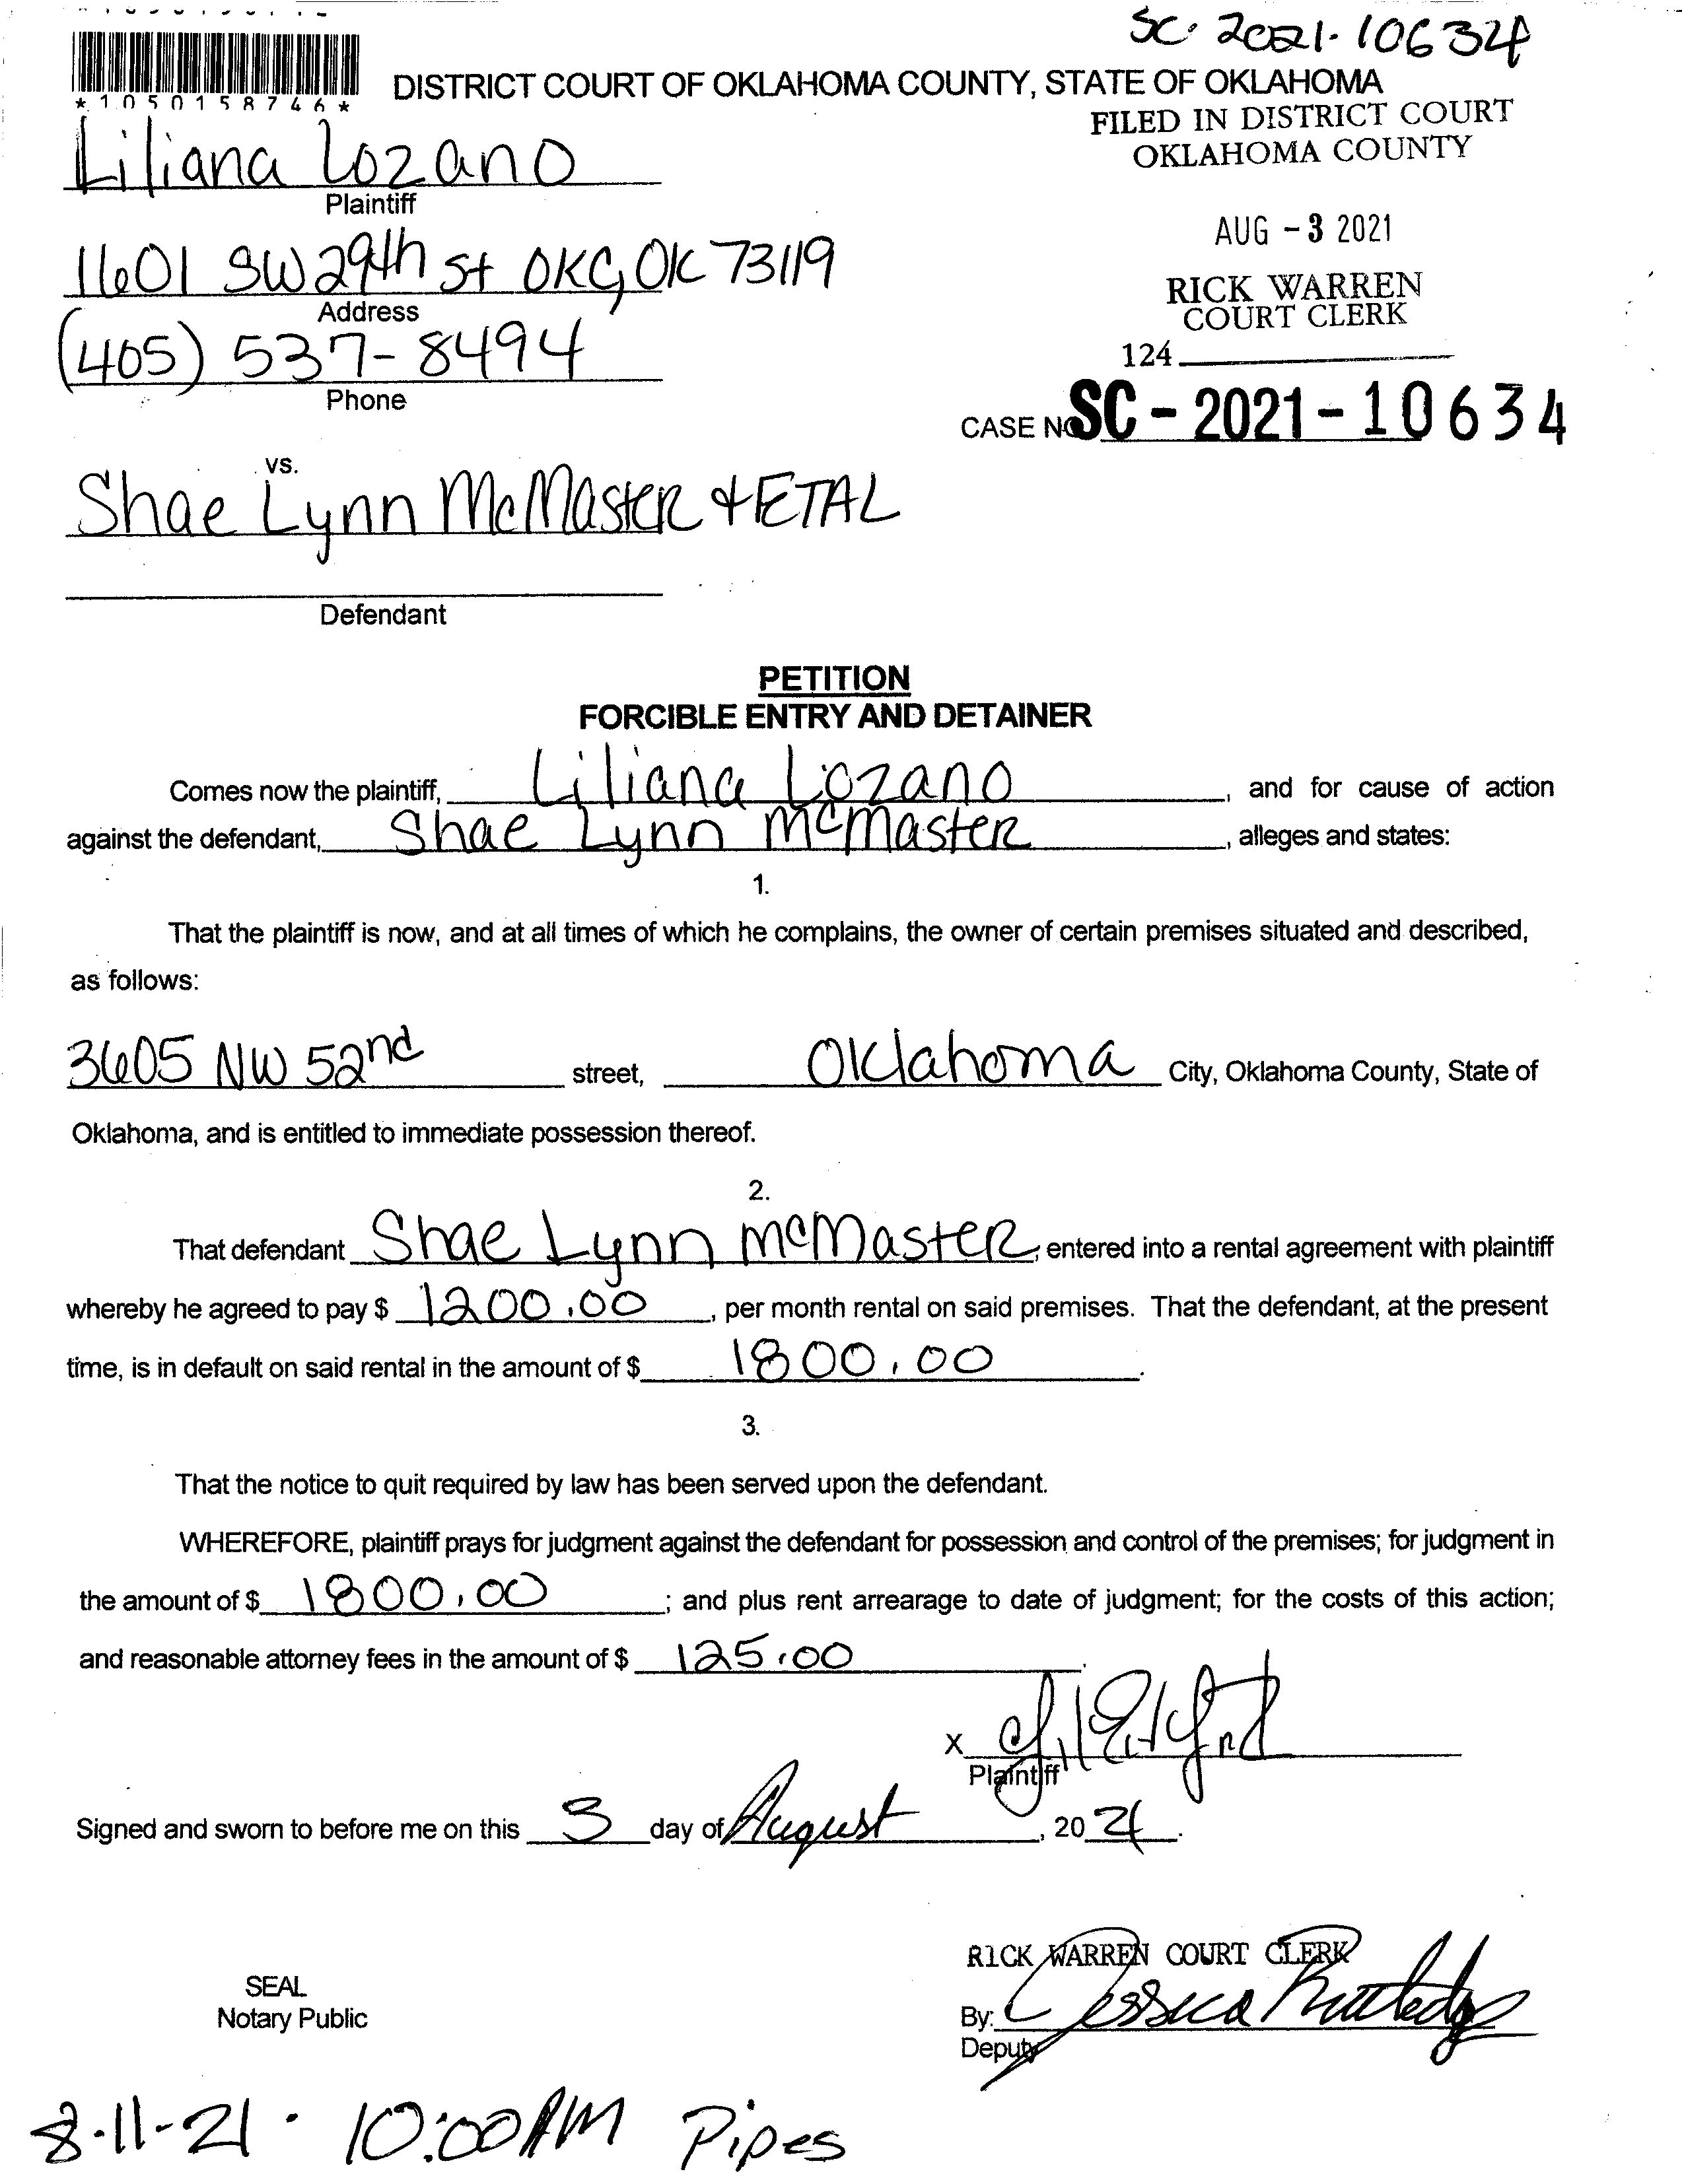 SC-2021-10634
*1050158746*
DISTRICT COURT OF OKLAHOMA COUNTY, STATE OF OKLAHOMA
FILED IN DISTRICT COURT
OKLAHOMA COUNTY
Liliana Lozano
Plaintiff
AUG - 3 2021
1601 SW 29th St OKC, OK 73119
Address
RICK WARREN
COURT CLERK
(405) 537-8494
Phone
124
CASE NO SC - 2021 - 10634
vs.
Shae Lynn McMaster & ETAL
Defendant
PETITION
FORCIBLE ENTRY AND DETAINER
Comes now the plaintiff, Liliana Lozano, and for cause of action
against the defendant, Shae Lynn McMaster, alleges and states:
1.
That the plaintiff is now, and at all times of which he complains, the owner of certain premises situated and described,
as follows:
3605 NW 52nd street, Oklahoma City, Oklahoma County, State of
Oklahoma, and is entitled to immediate possession thereof.
2.
That defendant Shae Lynn McMaster, entered into a rental agreement with plaintiff
whereby he agreed to pay $ 1200.00, per month rental on said premises. That the defendant, at the present
time, is in default on said rental in the amount of $ 1800.00.
3.
That the notice to quit required by law has been served upon the defendant.
WHEREFORE, plaintiff prays for judgment against the defendant for possession and control of the premises; for judgment in
the amount of $ 1800.00; and plus rent arrearage to date of judgment; for the costs of this action;
and reasonable attorney fees in the amount of $ 125.00.
X
Plaintiff
Signed and sworn to before me on this 3 day of August, 2021.
RICK WARREN COURT CLERK
SEAL
Notary Public
By: Jessica Rutledge
Deputy
8-11-21 · 10:00AM Pipes